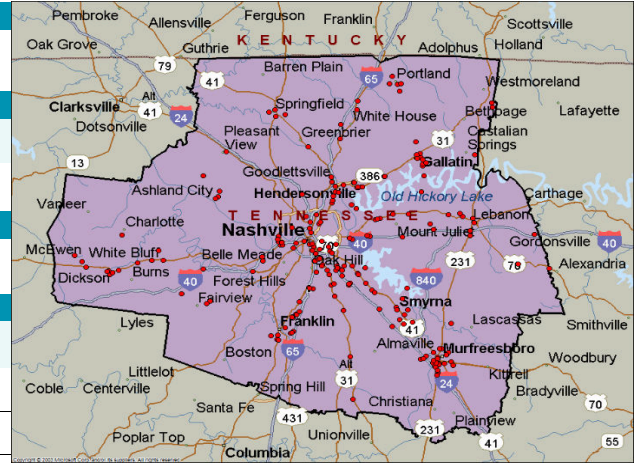 Pembroke
Ferguson
Franklin
Allensville
Scottsville
Oak Grove
Guthrie
KENTUCKY
Adolphus
Holland
79
41
Barren Plain
65
Portland
Westmoreland
Clarksville
Alt
41
24
Springfield
White House
Bethpage
Lafayette
Dotsonville
Pleasant
View
Greenbrier
31
Castalian
Springs
13
Goodlettsville
386
Gallatin
Ashland City
Hendersonville
Old Hickory Lake
Carthage
Vanleer
TENNESSEE
Lebanon
Charlotte
Nashville
Mount Juliet
Gordonsville
40
McEwen
White Bluff
Belle Meade
40
Oak Hill
231
70
Alexandria
Dickson
Burns
40
Forest Hills
840
Fairview
Smyrna
Lyles
Franklin
41
Lascassas
Smithville
Boston
65
Almaville
Murfreesboro
Woodbury
Littlelot
Alt
31
24
Kittrell
Coble
Centerville
Spring Hill
Bradyville
Santa Fe
431
Christiana
70
Plainview
Poplar Top
Unionville
231
41
55
Columbia